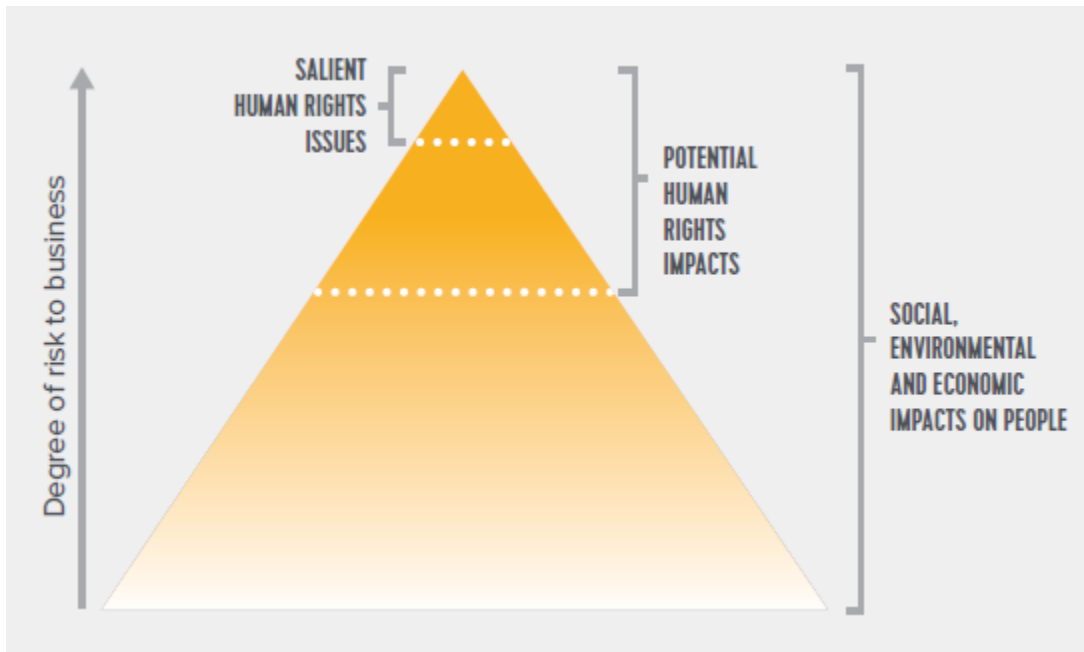 SALIENT
HUMAN RIGHTS
ISSUES
POTENTIAL
HUMAN
RIGHTS
IMPACTS
SOCIAL,
ENVIRONMENTAL
AND ECONOMIC
IMPACTS ON PEOPLE
Degree of risk to business